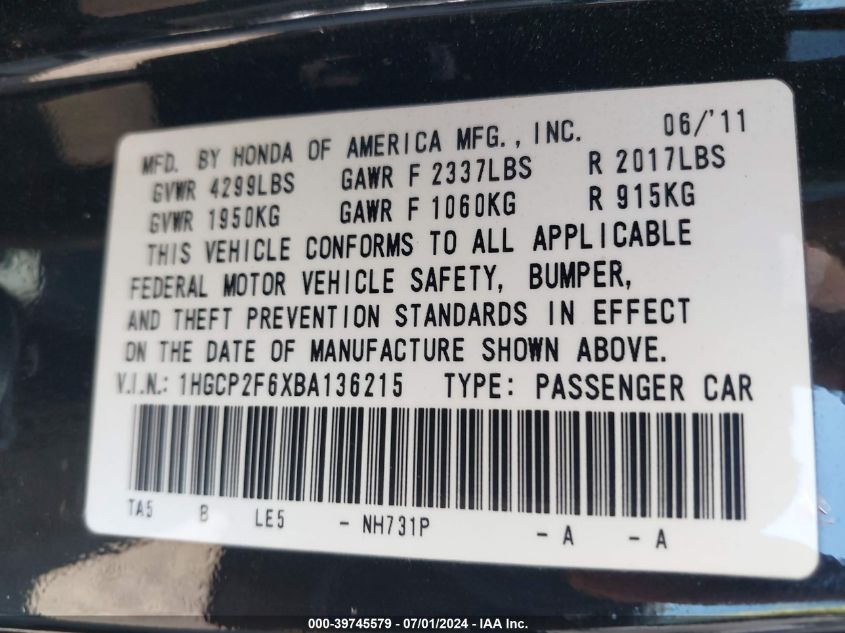 MFD. BY HONDA OF AMERICA MFG., INC. 06/'11
GVWR 4299LBS GAWR F 2337LBS R 2017LBS
GVWR 1950KG GAWR F 1060KG R 915KG
THIS VEHICLE CONFORMS TO ALL APPLICABLE
FEDERAL MOTOR VEHICLE SAFETY, BUMPER,
AND THEFT PREVENTION STANDARDS IN EFFECT
ON THE DATE OF MANUFACTURE SHOWN ABOVE.
V.I.N.: 1HGCP2F6XBA136215 TYPE: PASSENGER CAR
TA5 B LE5 - NH731P - A - A
000-39745579 - 07/01/2024 - IAA Inc.